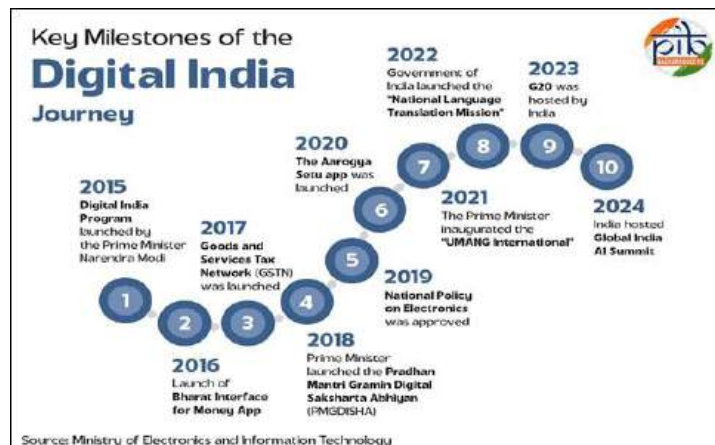 Key Milestones of the
Digital India
Journey
pib
2015
Digital India
Program
launched by
the Prime Minister
Narendra Modi
1
2
2016
Launch of
Bharat Interface
for Money App
2017
Goods and
Services Tax
Network (GSTN)
was launched
3
4
2018
Prime Minister
launched the Pradhan
Mantri Gramin Digital
Saksharta Abhiyan
(PMGDISHA)
5
2019
National Policy
on Electronics
was approved
2020
The Aarogya
Setu app was
launched
6
7
2021
The Prime Minister
inaugurated the
"UMANG International"
2022
Government of
India launched the
"National Language
Translation Mission"
8
2023
G20 was
hosted by
India
9
10
2024
India hosted
Global India
AI Summit
Source: Ministry of Electronics and Information Technology